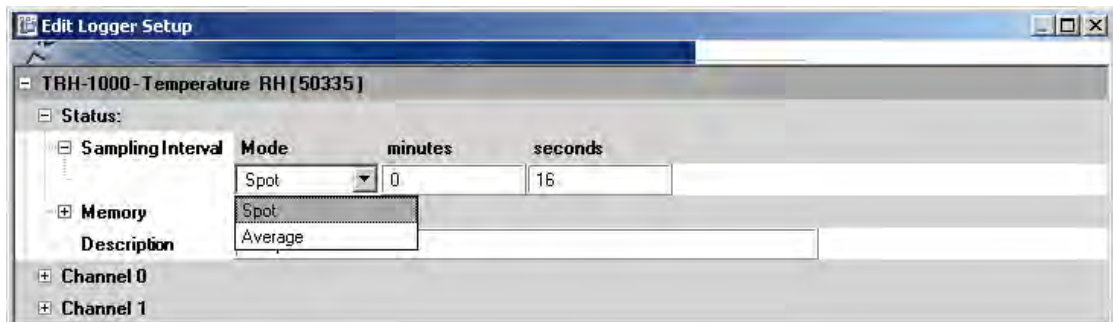 Edit Logger Setup
TRH-1000-Temperature RH [ 50335 ]
Status:
Sampling Interval Mode minutes seconds
Spot 0 16
Memory Spot
Description Average
Channel 0
Channel 1